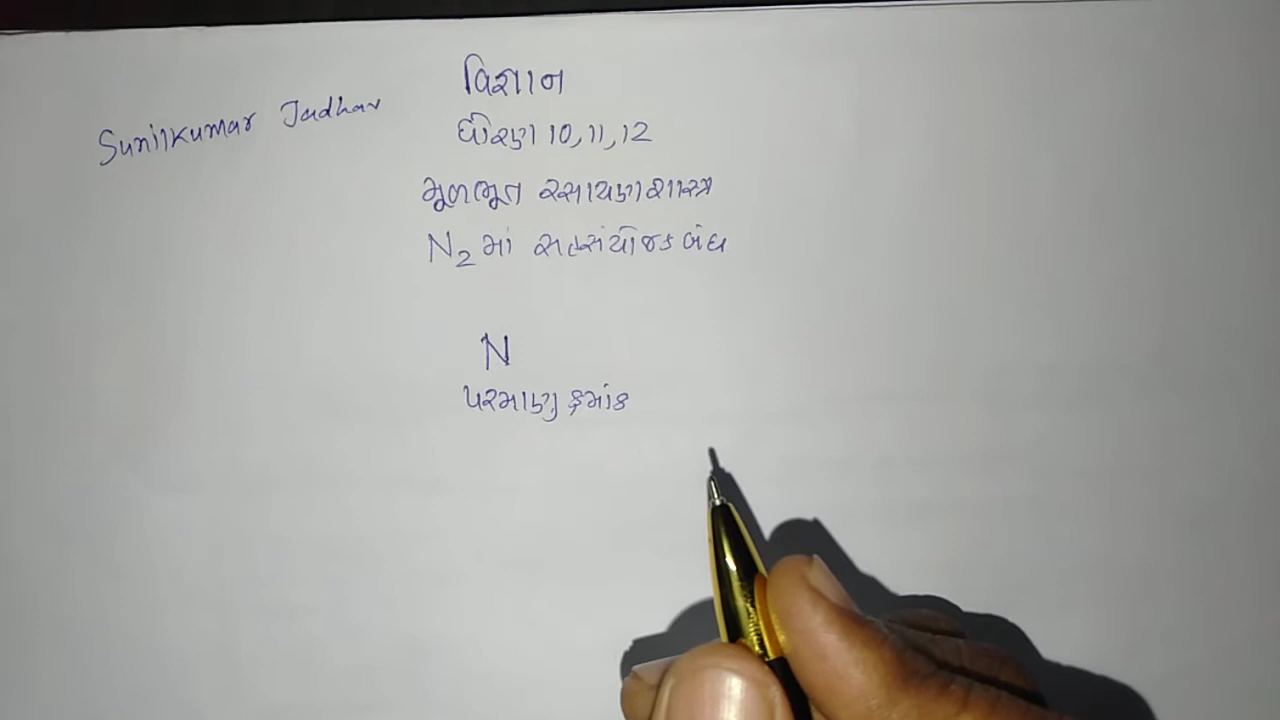 Sunilkumar Jadhav
વિજ્ઞાન
ધોરણ 10, 11, 12
મૂળભૂત રસાયણશાસ્ત્ર
N2 માં સહસંયોજક બંધ
N
પરમાણુ ક્રમાંક